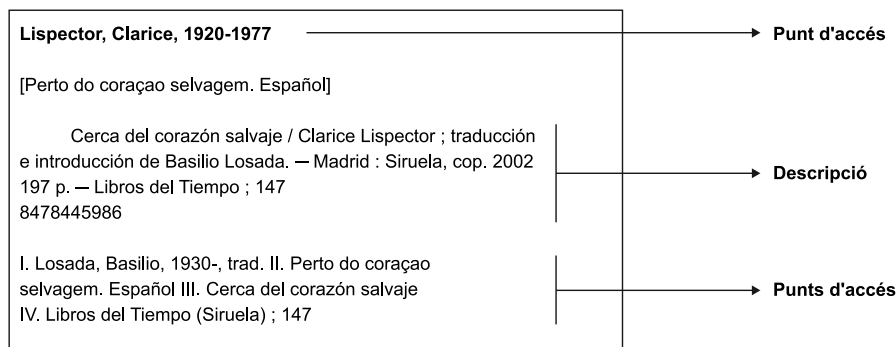 Lispector, Clarice, 1920-1977
Punt d'accés
[Perto do coraçao selvagem. Español]
Cerca del corazón salvaje / Clarice Lispector ; traducción
e introducción de Basilio Losada. — Madrid : Siruela, cop. 2002
197 p. — Libros del Tiempo ; 147
8478445986
Descripció
I. Losada, Basilio, 1930-, trad. II. Perto do coraçao
selvagem. Español III. Cerca del corazón salvaje
IV. Libros del Tiempo (Siruela) ; 147
Punts d'accés